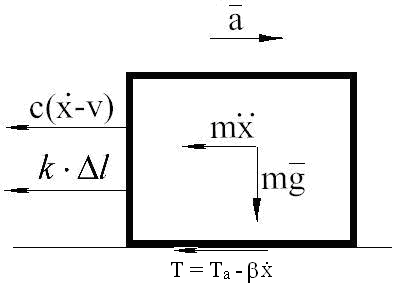 a̅
c(ẋ-v)
mẍ
k · Δl
mg̅
T = Tₐ - βẋ